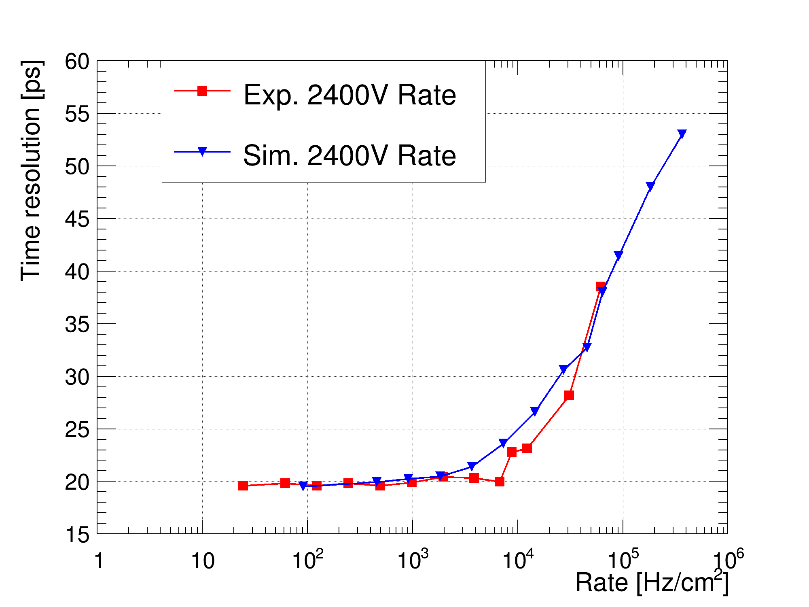 Time resolution [ps]
60
55
50
45
40
35
30
25
20
15
Exp. 2400V Rate
Sim. 2400V Rate
1 10 10² 10³ 10⁴ 10⁵ 10⁶
Rate [Hz/cm²]